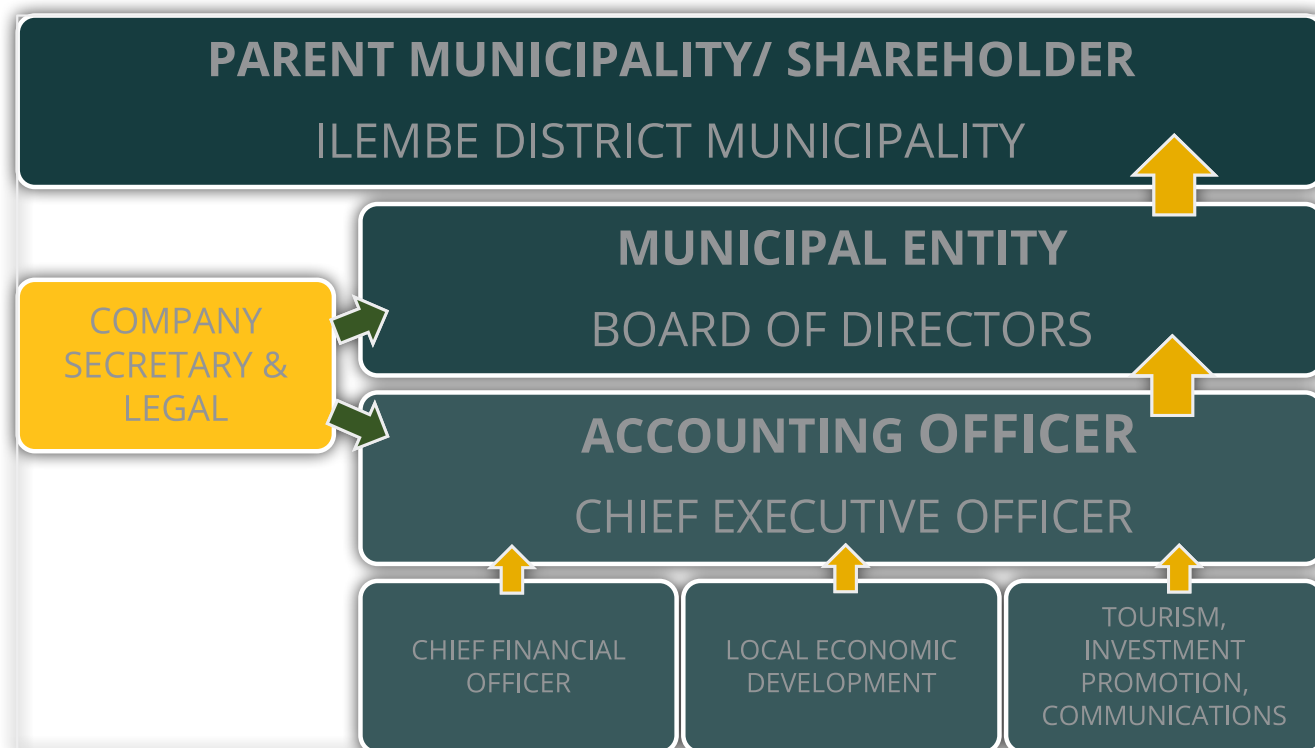 PARENT MUNICIPALITY/ SHAREHOLDER
ILEMBE DISTRICT MUNICIPALITY
MUNICIPAL ENTITY
BOARD OF DIRECTORS
COMPANY
SECRETARY &
LEGAL
ACCOUNTING OFFICER
CHIEF EXECUTIVE OFFICER
CHIEF FINANCIAL
OFFICER
LOCAL ECONOMIC
DEVELOPMENT
TOURISM,
INVESTMENT
PROMOTION,
COMMUNICATIONS